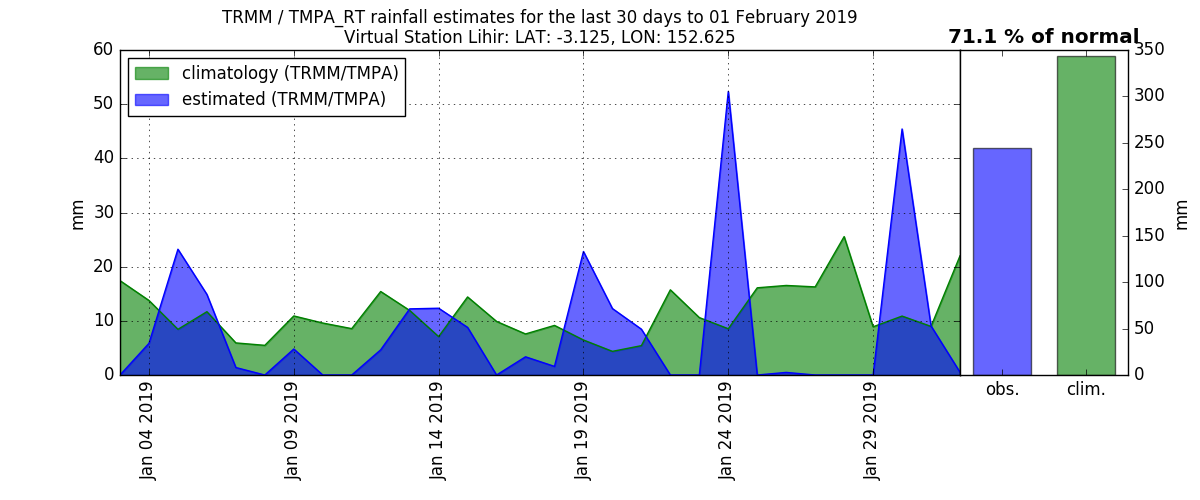 TRMM / TMPA_RT rainfall estimates for the last 30 days to 01 February 2019
Virtual Station Lihir: LAT: -3.125, LON: 152.625
71.1 % of normal
climatology (TRMM/TMPA)
estimated (TRMM/TMPA)
60
50
40
30
20
10
0
mm
Jan 04 2019
Jan 09 2019
Jan 14 2019
Jan 19 2019
Jan 24 2019
Jan 29 2019
obs.
clim.
350
300
250
200
150
100
50
0
mm